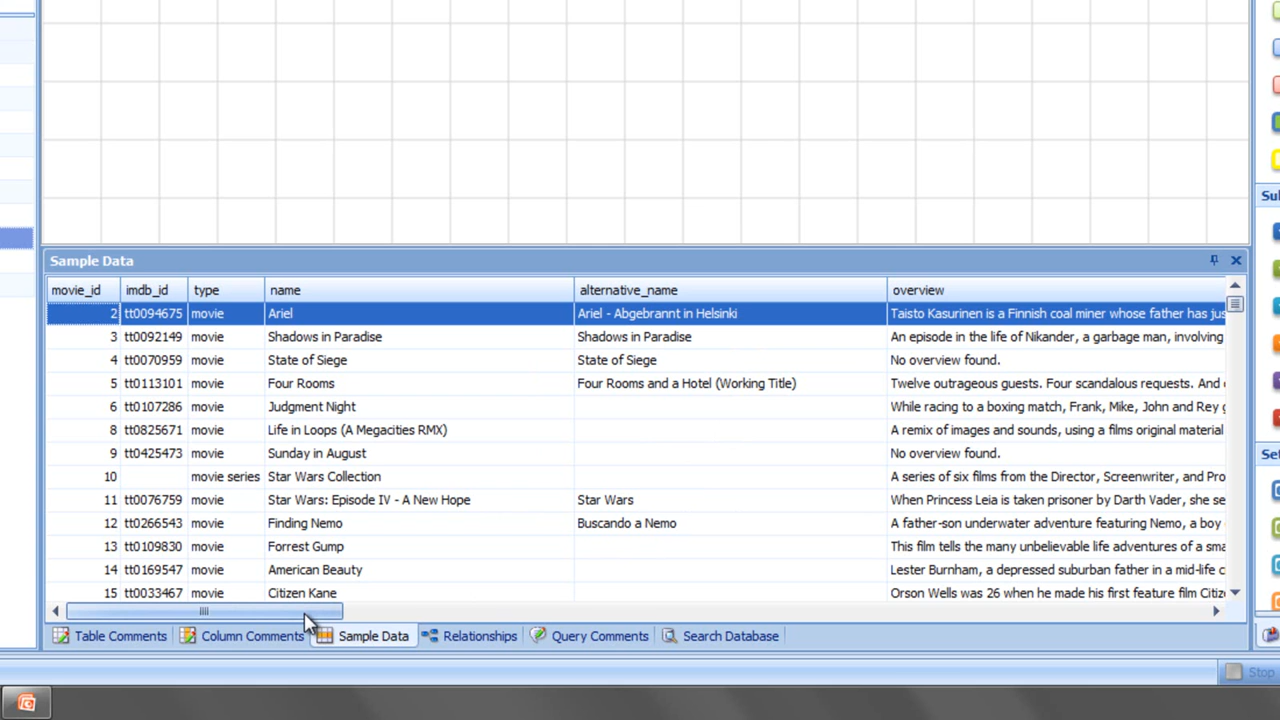 Sample Data
movie_id imdb_id type name alternative_name overview
2 tt0094675 movie Ariel Ariel - Abgebrannt in Helsinki Taisto Kasurinen is a Finnish coal miner whose father has jus
3 tt0092149 movie Shadows in Paradise Shadows in Paradise An episode in the life of Nikander, a garbage man, involving
4 tt0070959 movie State of Siege State of Siege No overview found.
5 tt0113101 movie Four Rooms Four Rooms and a Hotel (Working Title) Twelve outrageous guests. Four scandalous requests. And
6 tt0107286 movie Judgment Night While racing to a boxing match, Frank, Mike, John and Rey
8 tt0825671 movie Life in Loops (A Megacities RMX) A remix of images and sounds, using a films original material
9 tt0425473 movie Sunday in August No overview found.
10 movie series Star Wars Collection A series of six films from the Director, Screenwriter, and Pro
11 tt0076759 movie Star Wars: Episode IV - A New Hope Star Wars When Princess Leia is taken prisoner by Darth Vader, she se
12 tt0266543 movie Finding Nemo Buscando a Nemo A father-son underwater adventure featuring Nemo, a boy
13 tt0109830 movie Forrest Gump This film tells the many unbelievable life adventures of a sma
14 tt0169547 movie American Beauty Lester Burnham, a depressed suburban father in a mid-life c
15 tt0033467 movie Citizen Kane Orson Wells was 26 when he made his first feature film Citiz
Table Comments Column Comments Sample Data Relationships Query Comments Search Database
Stop
Su
Se